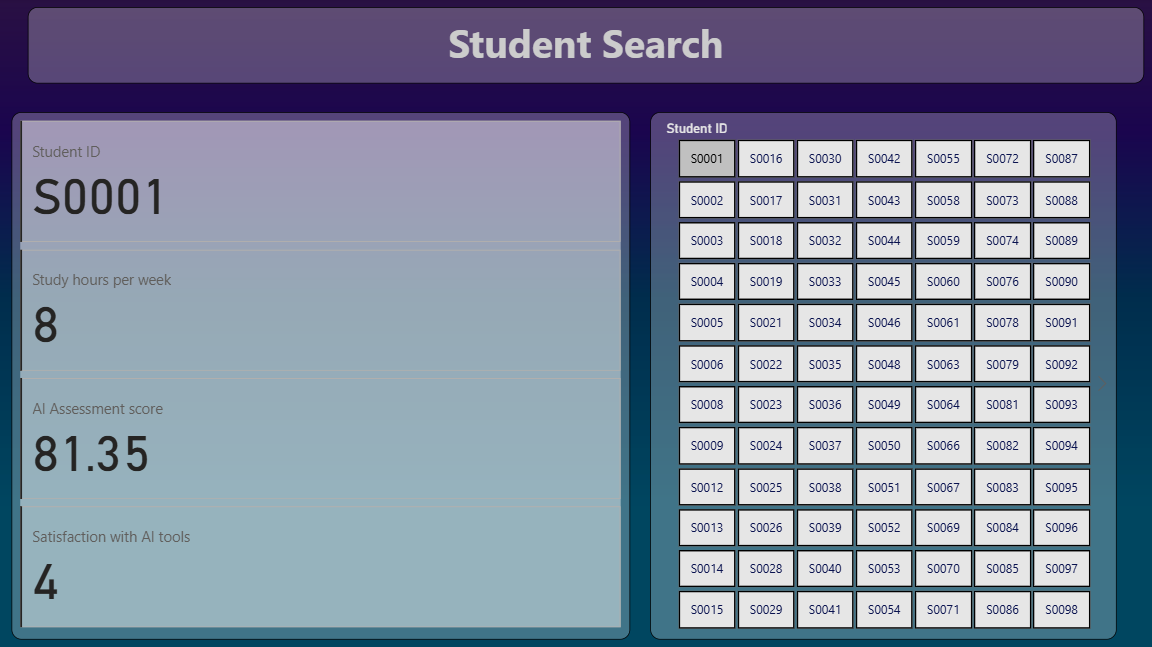 Student Search
Student ID
S0001
Study hours per week
8
AI Assessment score
81.35
Satisfaction with AI tools
4
Student ID
S0001 S0016 S0030 S0042 S0055 S0072 S0087
S0002 S0017 S0031 S0043 S0058 S0073 S0088
S0003 S0018 S0032 S0044 S0059 S0074 S0089
S0004 S0019 S0033 S0045 S0060 S0076 S0090
S0005 S0021 S0034 S0046 S0061 S0078 S0091
S0006 S0022 S0035 S0048 S0063 S0079 S0092
S0008 S0023 S0036 S0049 S0064 S0081 S0093
S0009 S0024 S0037 S0050 S0066 S0082 S0094
S0012 S0025 S0038 S0051 S0067 S0083 S0095
S0013 S0026 S0039 S0052 S0069 S0084 S0096
S0014 S0028 S0040 S0053 S0070 S0085 S0097
S0015 S0029 S0041 S0054 S0071 S0086 S0098